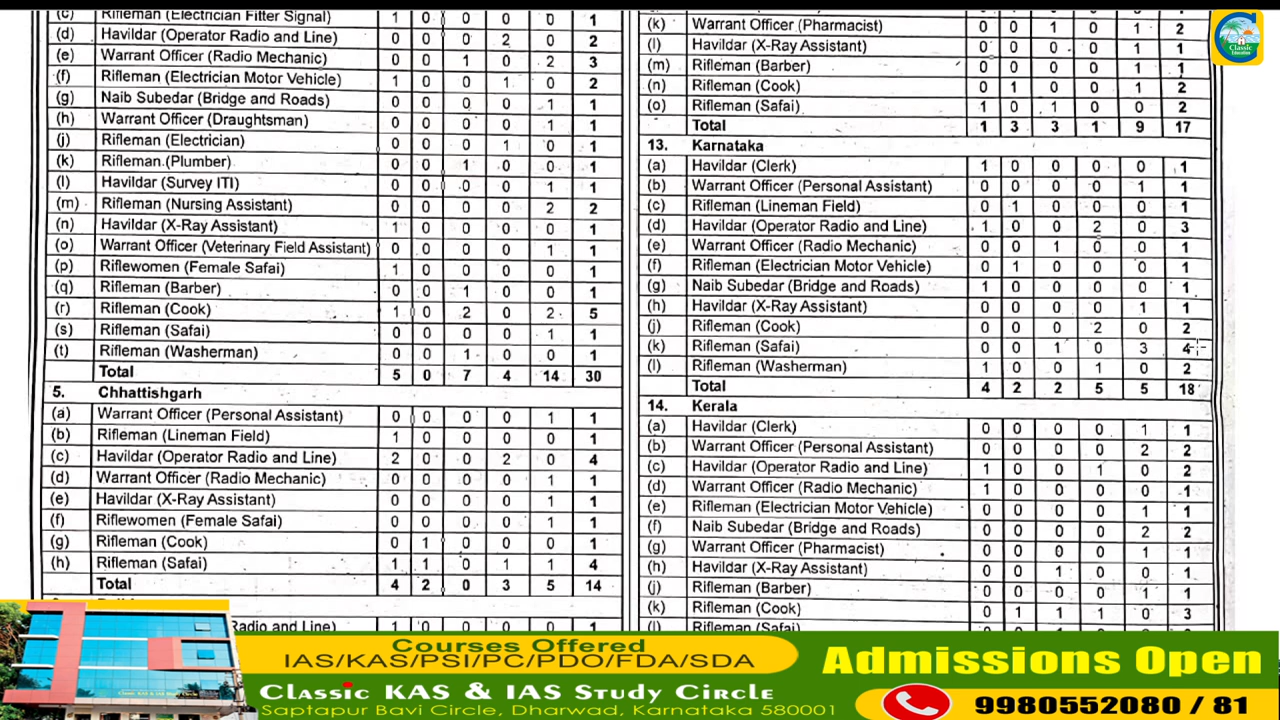 (c) Rifleman (Electrician Fitter Signal) 1 0 0 0 0 1
(d) Havildar (Operator Radio and Line) 0 0 0 2 0 2
(e) Warrant Officer (Radio Mechanic) 0 0 1 0 2 3
(f) Rifleman (Electrician Motor Vehicle) 1 0 0 1 0 2
(g) Naib Subedar (Bridge and Roads) 0 0 0 0 1 1
(h) Warrant Officer (Draughtsman) 0 0 0 0 1 1
(j) Rifleman (Electrician) 0 0 0 1 0 1
(k) Rifleman (Plumber) 0 0 1 0 0 1
(l) Havildar (Survey ITI) 0 0 0 0 1 1
(m) Rifleman (Nursing Assistant) 0 0 0 0 2 2
(n) Havildar (X-Ray Assistant) 1 0 0 0 0 1
(o) Warrant Officer (Veterinary Field Assistant) 0 0 0 0 1 1
(p) Riflewomen (Female Safai) 1 0 0 0 0 1
(q) Rifleman (Barber) 0 0 1 0 0 1
(r) Rifleman (Cook) 1 0 2 0 2 5
(s) Rifleman (Safai) 0 0 0 0 1 1
(t) Rifleman (Washerman) 0 0 1 0 0 1
Total 5 0 7 4 14 30
5. Chhattishgarh
(a) Warrant Officer (Personal Assistant) 0 0 0 0 1 1
(b) Rifleman (Lineman Field) 1 0 0 0 0 1
(c) Havildar (Operator Radio and Line) 2 0 0 2 0 4
(d) Warrant Officer (Radio Mechanic) 0 0 0 0 1 1
(e) Havildar (X-Ray Assistant) 0 0 0 0 1 1
(f) Riflewomen (Female Safai) 0 0 0 0 1 1
(g) Rifleman (Cook) 0 1 0 0 0 1
(h) Rifleman (Safai) 1 1 0 1 1 4
Total 4 2 0 3 5 14
Radio and Line) 1 0 0 0 0 1
(k) Warrant Officer (Pharmacist) 0 0 1 0 1 2
(l) Havildar (X-Ray Assistant) 0 0 0 0 1 1
(m) Rifleman (Barber) 0 0 0 0 1 1
(n) Rifleman (Cook) 0 1 0 0 1 2
(o) Rifleman (Safai) 1 0 1 0 0 2
Total 1 3 3 1 9 17
13. Karnataka
(a) Havildar (Clerk) 1 0 0 0 0 1
(b) Warrant Officer (Personal Assistant) 0 0 0 0 1 1
(c) Rifleman (Lineman Field) 0 1 0 0 0 1
(d) Havildar (Operator Radio and Line) 1 0 0 2 0 3
(e) Warrant Officer (Radio Mechanic) 0 0 1 0 0 1
(f) Rifleman (Electrician Motor Vehicle) 0 1 0 0 0 1
(g) Naib Subedar (Bridge and Roads) 1 0 0 0 0 1
(h) Havildar (X-Ray Assistant) 0 0 0 0 1 1
(j) Rifleman (Cook) 0 0 0 2 0 2
(k) Rifleman (Safai) 0 0 1 0 3 4
(l) Rifleman (Washerman) 1 0 0 1 0 2
Total 4 2 2 5 5 18
14. Kerala
(a) Havildar (Clerk) 0 0 0 0 1 1
(b) Warrant Officer (Personal Assistant) 0 0 0 0 2 2
(c) Havildar (Operator Radio and Line) 1 0 0 1 0 2
(d) Warrant Officer (Radio Mechanic) 1 0 0 0 0 1
(e) Rifleman (Electrician Motor Vehicle) 0 0 0 0 1 1
(f) Naib Subedar (Bridge and Roads) 0 0 0 0 2 2
(g) Warrant Officer (Pharmacist) 0 0 0 0 1 1
(h) Havildar (X-Ray Assistant) 0 0 1 0 0 1
(j) Rifleman (Barber) 0 0 0 0 1 1
(k) Rifleman (Cook) 0 1 1 1 0 3
(l) Rifleman (Safai)
Classic
Education
Courses Offered
IAS/KAS/PSI/PC/PDO/FDA/SDA
Classic KAS & IAS Study Circle
Saptapur Bavi Circle, Dharwad, Karnataka 580001
Admissions Open
9980552080 / 81